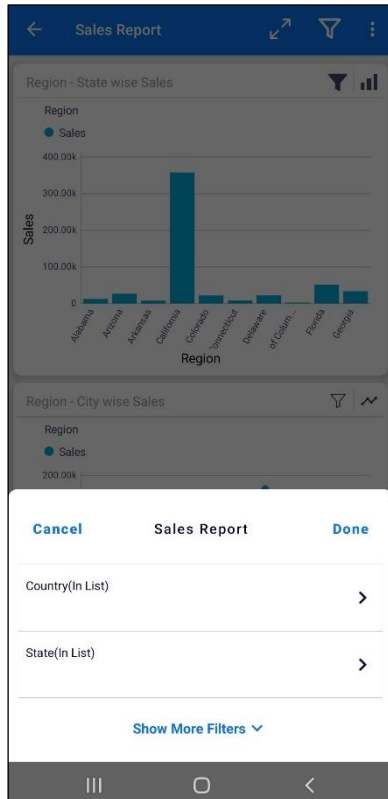 Sales Report
Region - State wise Sales
Region
Sales
400.00k
300.00k
200.00k
100.00k
0
Sales
Alabama
Arizona
Arkansas
California
Colorado
Connecticut
Delaware
of Colum...
Florida
Georgia
Region
Region - City wise Sales
Region
Sales
200.00k
Cancel
Sales Report
Done
Country(In List)
State(In List)
Show More Filters